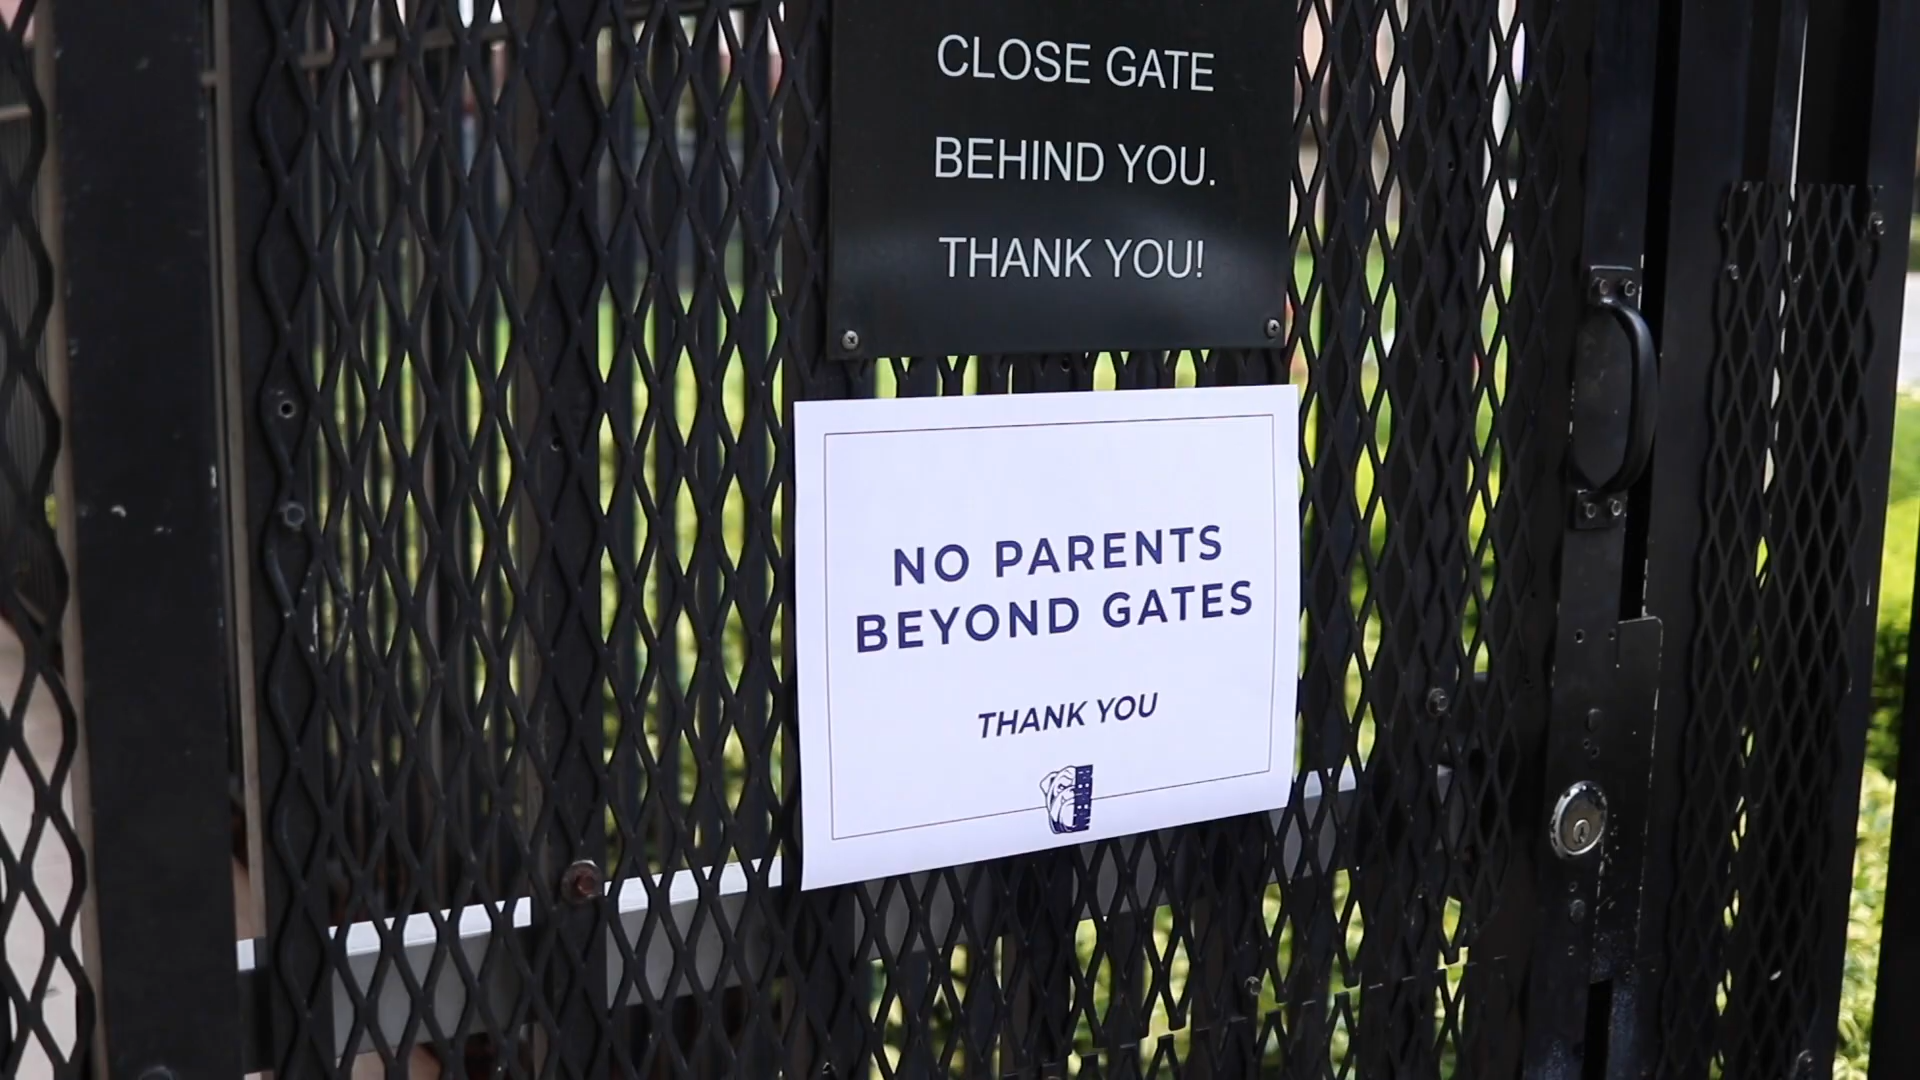 CLOSE GATE
BEHIND YOU.
THANK YOU!
NO PARENTS
BEYOND GATES
THANK YOU